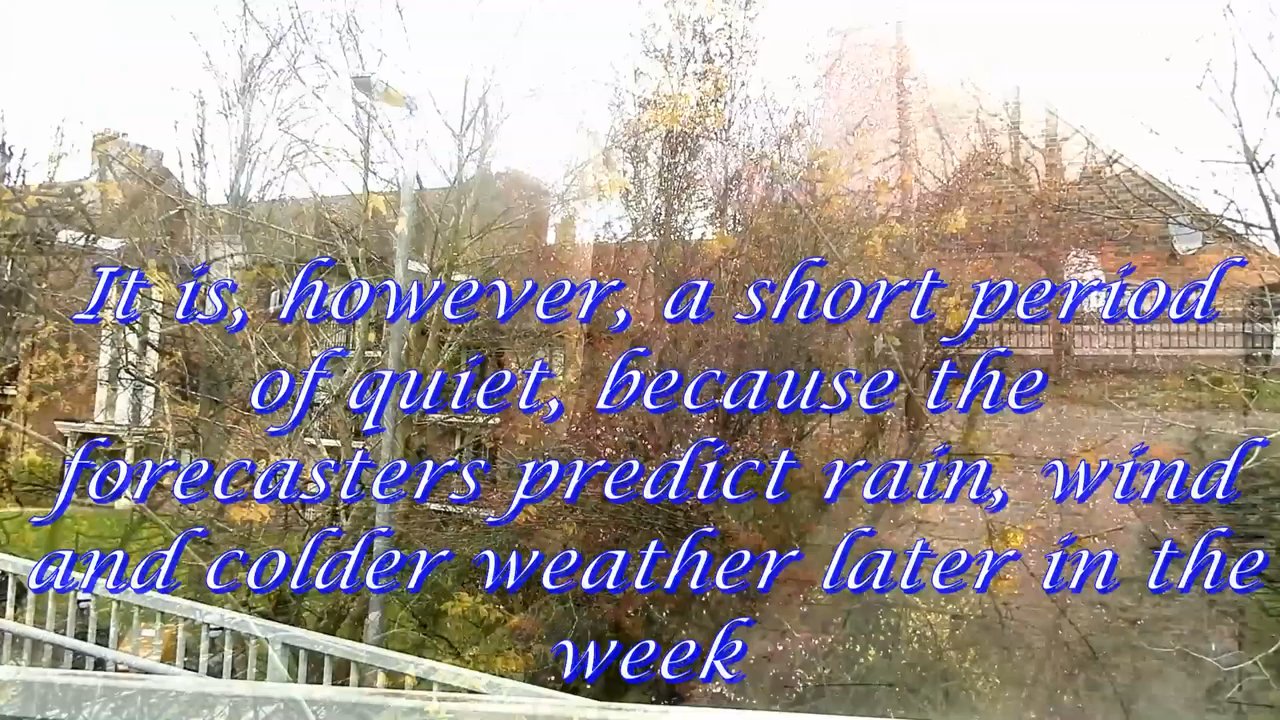 It is, however, a short period
of quiet, because the
forecasters predict rain, wind
and colder weather later in the
week